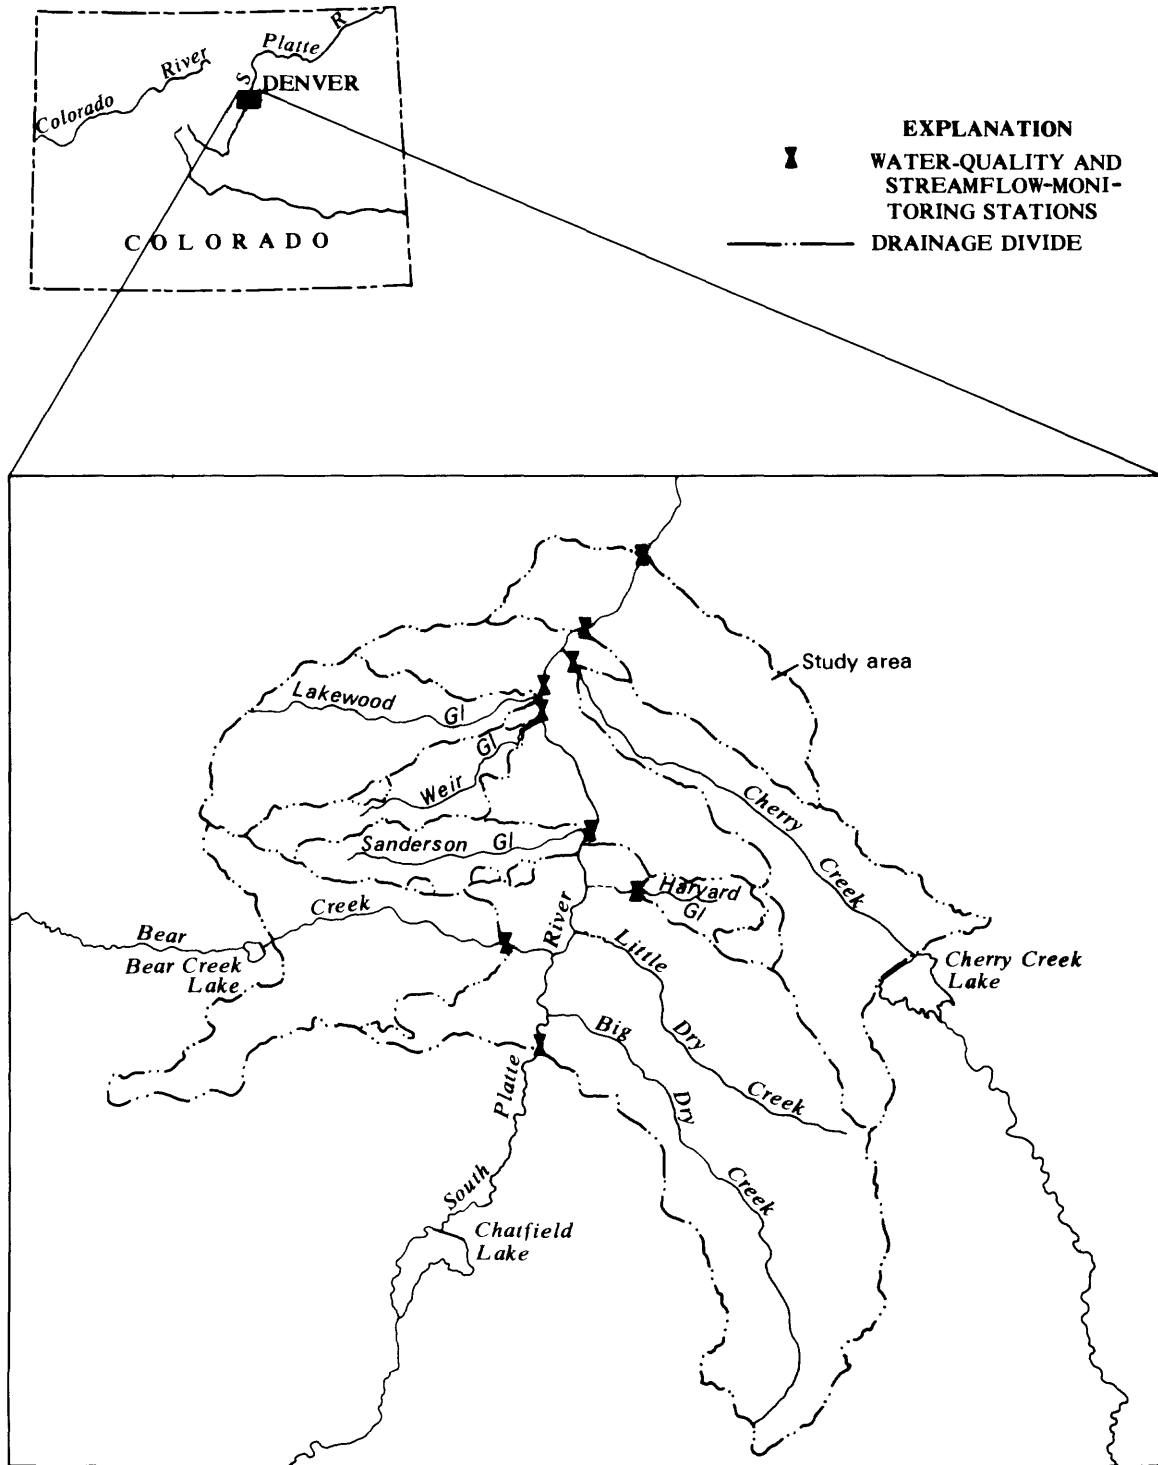 Platte R
S
Colorado River
DENVER
COLORADO
EXPLANATION
WATER-QUALITY AND
STREAMFLOW-MONI-
TORING STATIONS
DRAINAGE DIVIDE
Study area
Lakewood Gl
Weir Gl
Cherry Creek
Sanderson Gl
Harvard
Gl
Bear Creek
Bear Creek
Lake
Little Dry Creek
Cherry Creek
Lake
Big Dry Creek
South Platte River
Chatfield
Lake